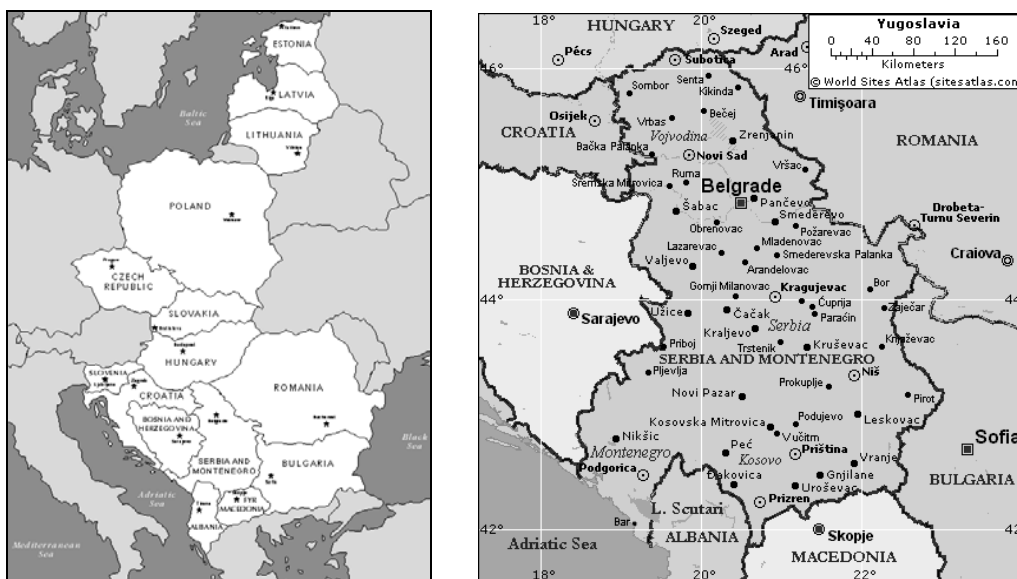 ESTONIA
Baltic
Sea
LATVIA
LITHUANIA
POLAND
CZECH
REPUBLIC
SLOVAKIA
HUNGARY
SLOVENIA
CROATIA
ROMANIA
BOSNIA AND
HERZEGOVINA
SERBIA AND
MONTENEGRO
BULGARIA
Black
Sea
Adriatic
Sea
FYR
MACEDONIA
ALBANIA
Mediterranean
Sea
18° 20°
HUNGARY
Szeged
Yugoslavia
0 40 80 120 160
Kilometers
© World Sites Atlas (sitesatlas.com)
Pécs
Subotica
Arad
46° 46°
Senta
Sombor
Kikinda
Timişoara
Osijek
Vrbas
Bečej
CROATIA
Vojvodina
Zrenjanin
ROMANIA
Bačka Palanka
Novi Sad
Vršac
Ruma
Sremska Mitrovica
Belgrade
Pančevo
Šabac
Smederevo
Drobeta-
Turnu Severin
Obrenovac
Požarevac
Lazarevac
Mladenovac
Smederevska Palanka
Craiova
Valjevo
Arandelovac
BOSNIA &
HERZEGOVINA
Gornji Milanovac
Kragujevac
Bor
44° 44°
Sarajevo
Užice
Čačak
Ćuprija
Paraćin
Zaječar
Serbia
Kraljevo
Priboj
Trstenik
Kruševac
Knjaževac
SERBIA AND MONTENEGRO
Pljevlja
Niš
Prokuplje
Novi Pazar
Pirot
Leskovac
Kosovska Mitrovica
Podujevo
Vučitrn
Nikšic
Montenegro
Peć
Kosovo
Priština
Vranje
Sofia
Podgorica
Đakovica
Gnjilane
BULGARIA
Uroševac
Prizren
L. Scutari
Bar
42° 42°
Adriatic Sea
ALBANIA
Skopje
MACEDONIA
18° 20° 22°